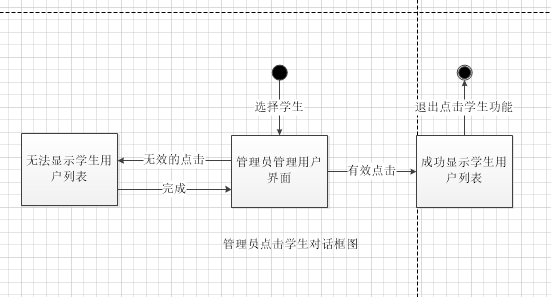 选择学生
退出点击学生功能
无法显示学生用
户列表
无效的点击
完成
管理员管理用户
界面
有效点击
成功显示学生用
户列表
管理员点击学生对话框图